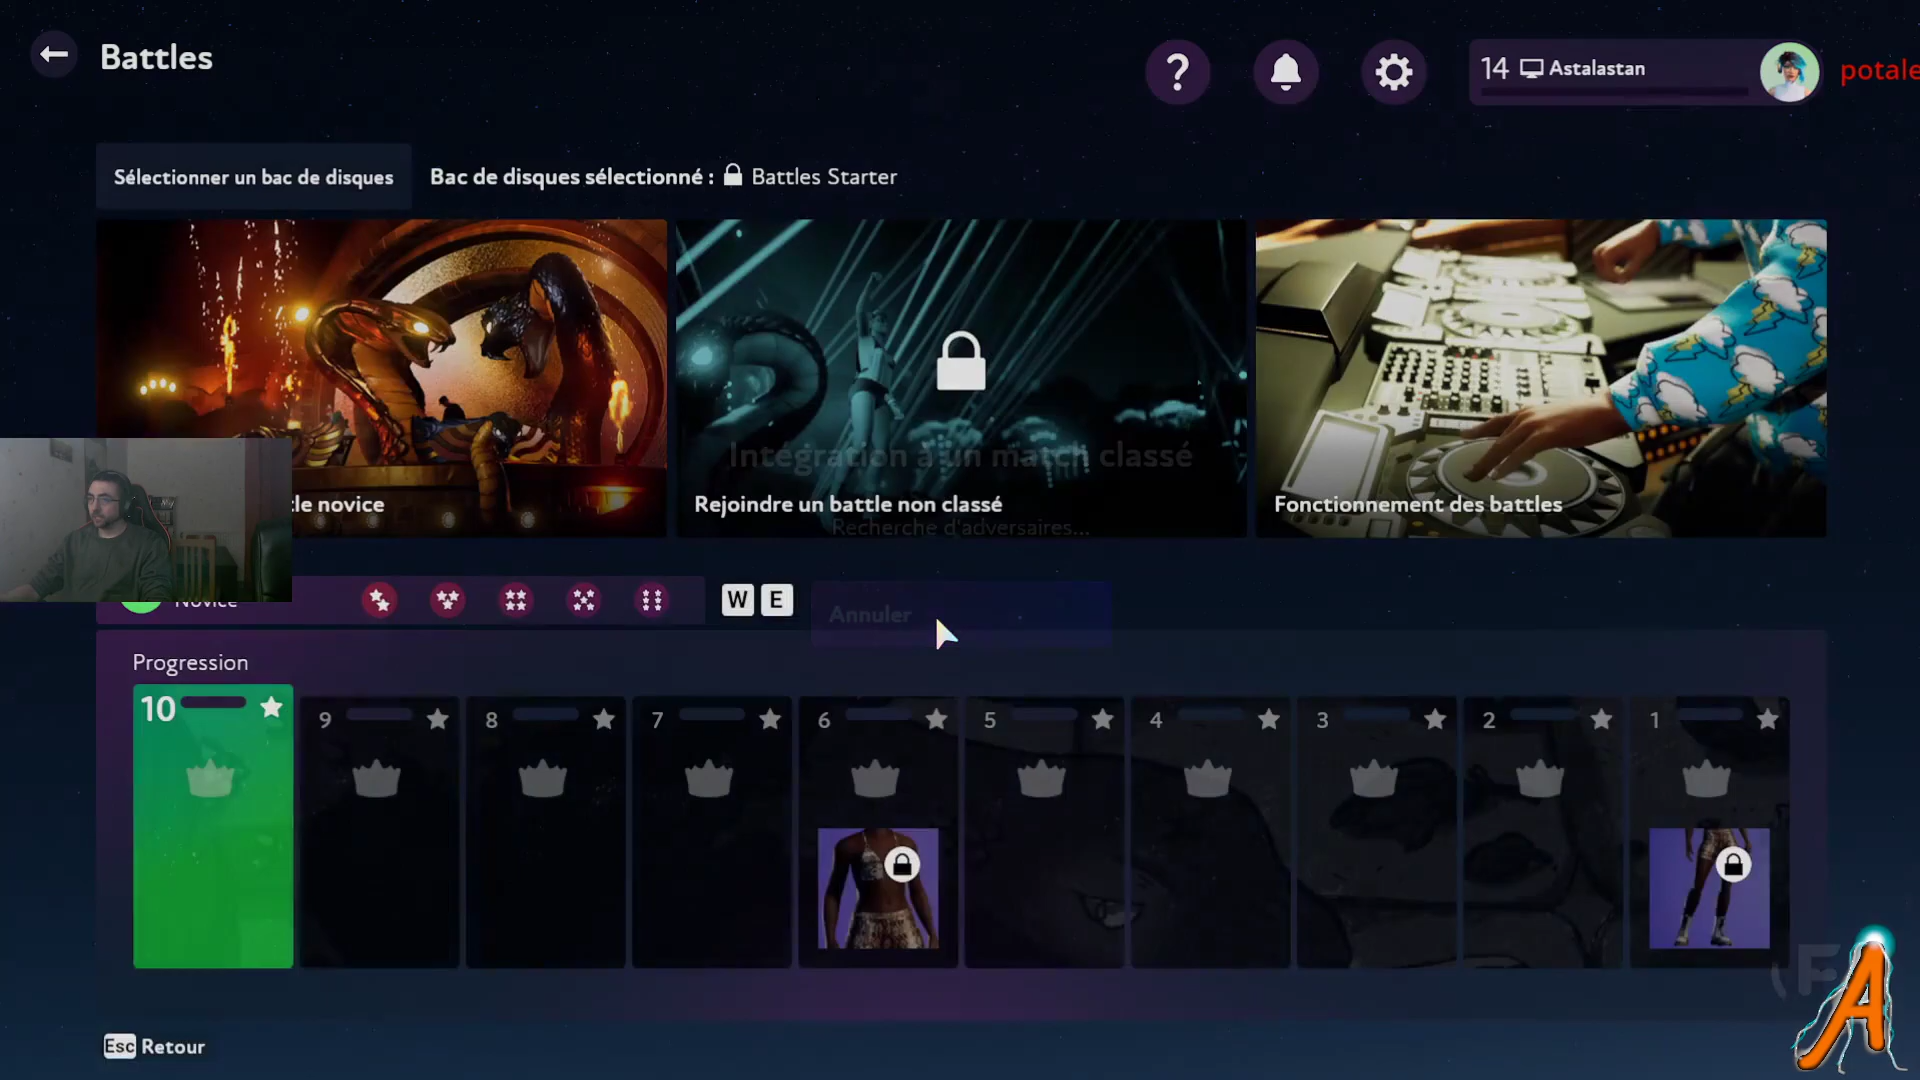 Battles
?
14 Astalastan
potale
Sélectionner un bac de disques
Bac de disques sélectionné : Battles Starter
Intégration à un match classé
novice
Rejoindre un battle non classé
Fonctionnement des battles
Recherche d'adversaires...
Novice
W E
Annuler
Progression
10 9 8 7 6 5 4 3 2 1
Esc Retour
A